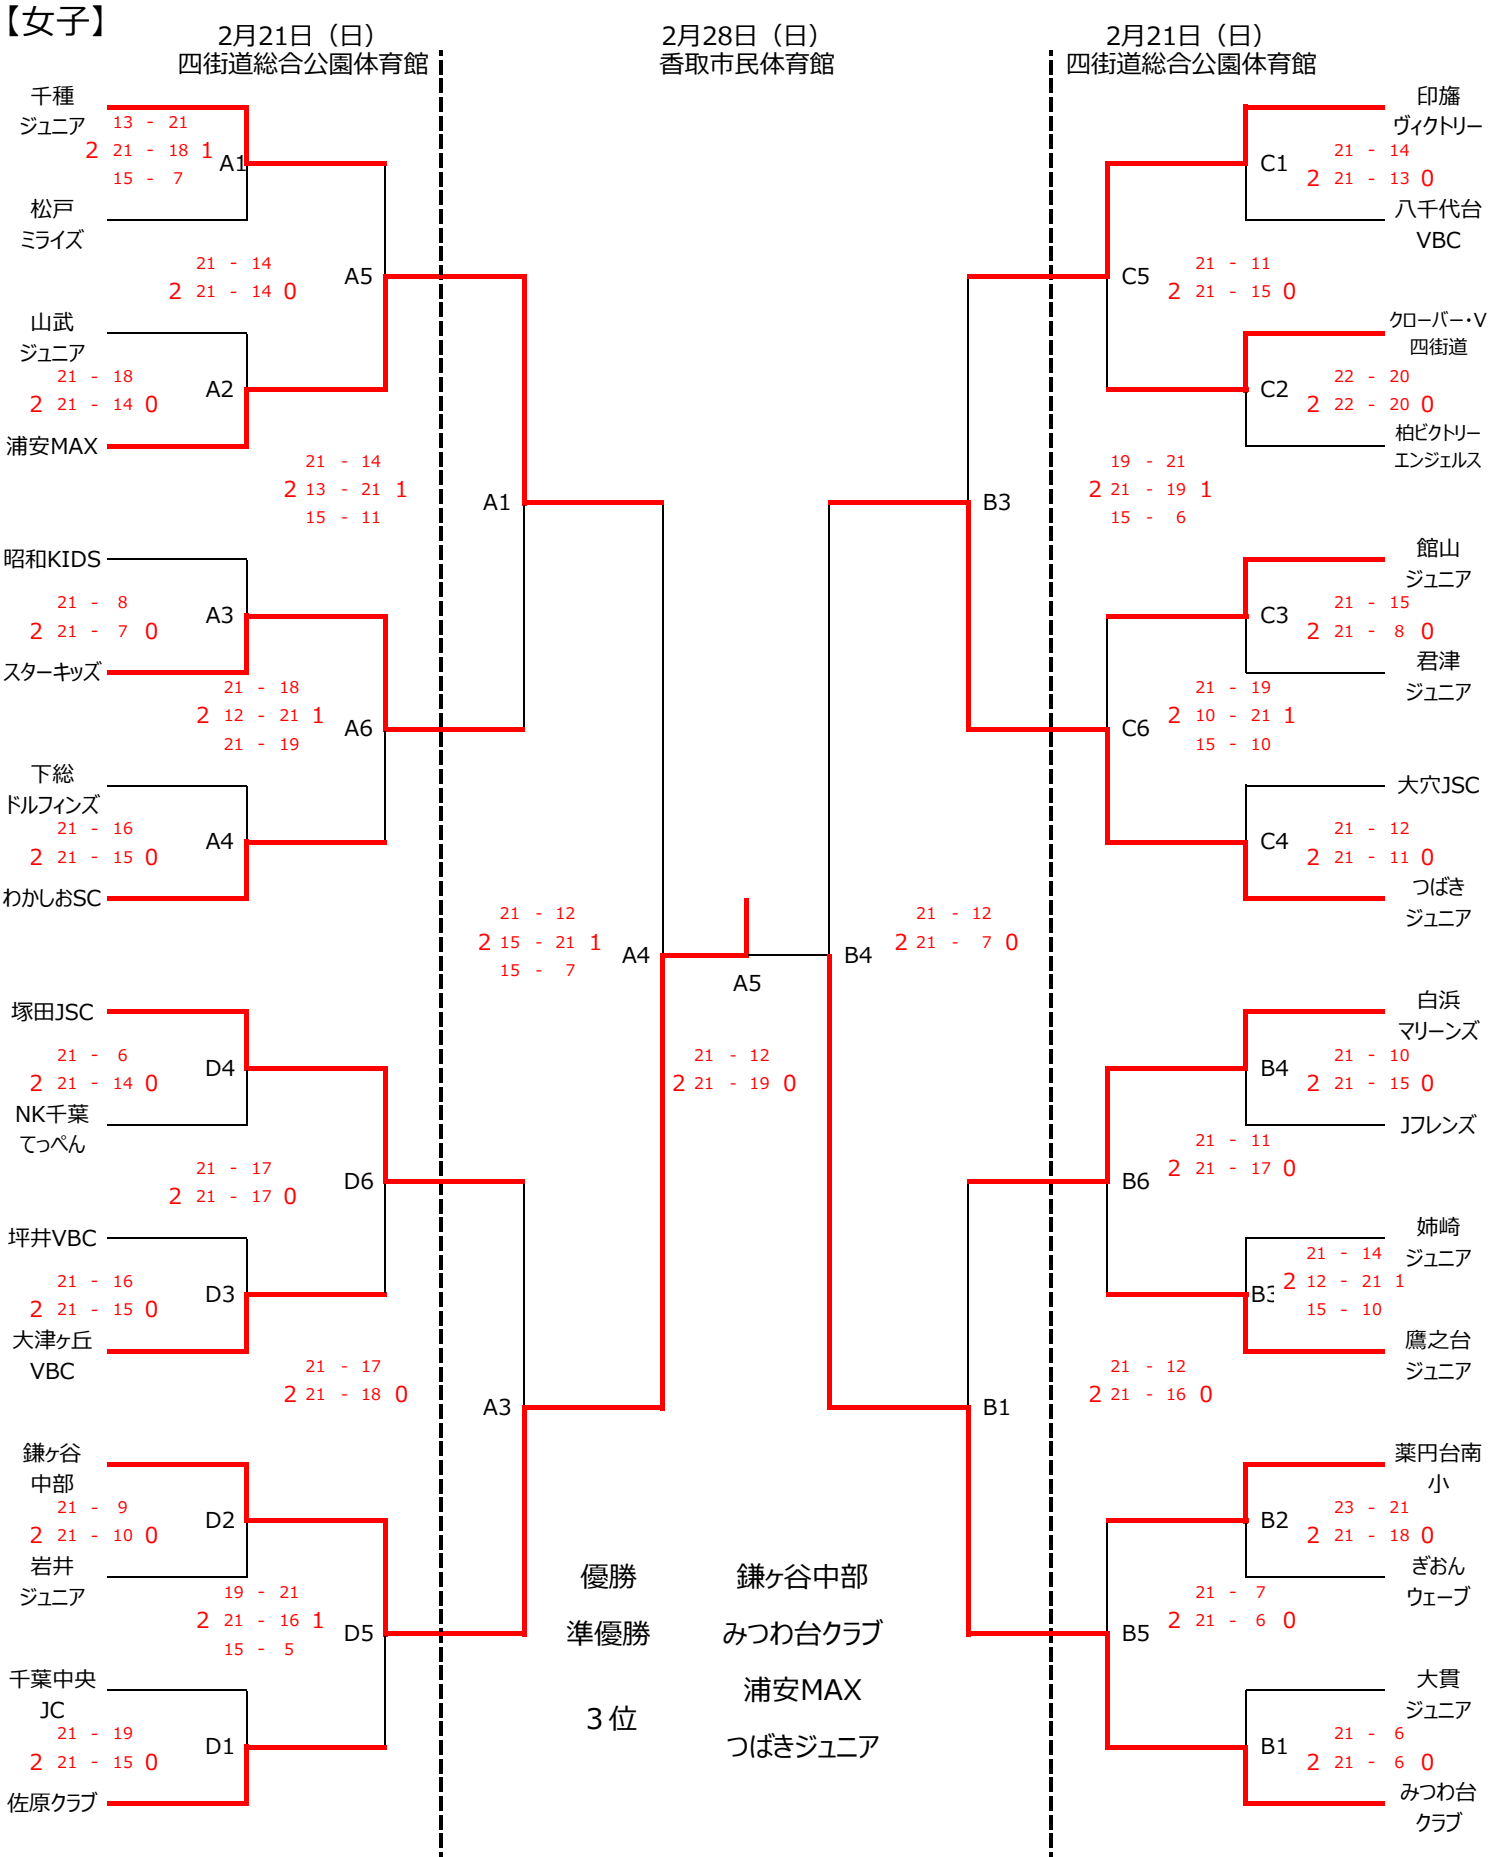 【女子】
2月21日（日）
四街道総合公園体育館
2月28日（日）
香取市民体育館
2月21日（日）
四街道総合公園体育館
千種
ジュニア
13 - 21
2 21 - 18 1
15 - 7
A1
松戸
ミライズ
21 - 14
2 21 - 14 0
A5
山武
ジュニア
21 - 18
2 21 - 14 0
A2
浦安MAX
21 - 14
2 13 - 21 1
15 - 11
A1
昭和KIDS
21 - 8
2 21 - 7 0
A3
スターキッズ
21 - 18
2 12 - 21 1
21 - 19
A6
下総
ドルフィンズ
21 - 16
2 21 - 15 0
A4
わかしおSC
21 - 12
2 15 - 21 1
15 - 7
A4
塚田JSC
21 - 6
2 21 - 14 0
D4
NK千葉
てっぺん
21 - 17
2 21 - 17 0
D6
坪井VBC
21 - 16
2 21 - 15 0
D3
大津ヶ丘
VBC
21 - 17
2 21 - 18 0
A3
鎌ヶ谷
中部
21 - 9
2 21 - 10 0
D2
岩井
ジュニア
19 - 21
2 21 - 16 1
15 - 5
D5
千葉中央
JC
21 - 19
2 21 - 15 0
D1
佐原クラブ
A5
21 - 12
2 21 - 19 0
優勝 鎌ヶ谷中部
準優勝 みつわ台クラブ
浦安MAX
３位
つばきジュニア
印旛
ヴィクトリー
C1
21 - 14
2 21 - 13 0
八千代台
VBC
C5
21 - 11
2 21 - 15 0
クローバー・V
四街道
C2
22 - 20
2 22 - 20 0
柏ビクトリー
エンジェルス
B3
19 - 21
2 21 - 19 1
15 - 6
館山
ジュニア
C3
21 - 15
2 21 - 8 0
君津
ジュニア
C6
21 - 19
2 10 - 21 1
15 - 10
大穴JSC
C4
21 - 12
2 21 - 11 0
つばき
ジュニア
B4
21 - 12
2 21 - 7 0
白浜
マリーンズ
B4
21 - 10
2 21 - 15 0
Jフレンズ
B6
21 - 11
2 21 - 17 0
姉崎
ジュニア
B3
21 - 14
2 12 - 21 1
15 - 10
鷹之台
ジュニア
B1
21 - 12
2 21 - 16 0
薬円台南
小
B2
23 - 21
2 21 - 18 0
ぎおん
ウェーブ
B5
21 - 7
2 21 - 6 0
大貫
ジュニア
B1
21 - 6
2 21 - 6 0
みつわ台
クラブ